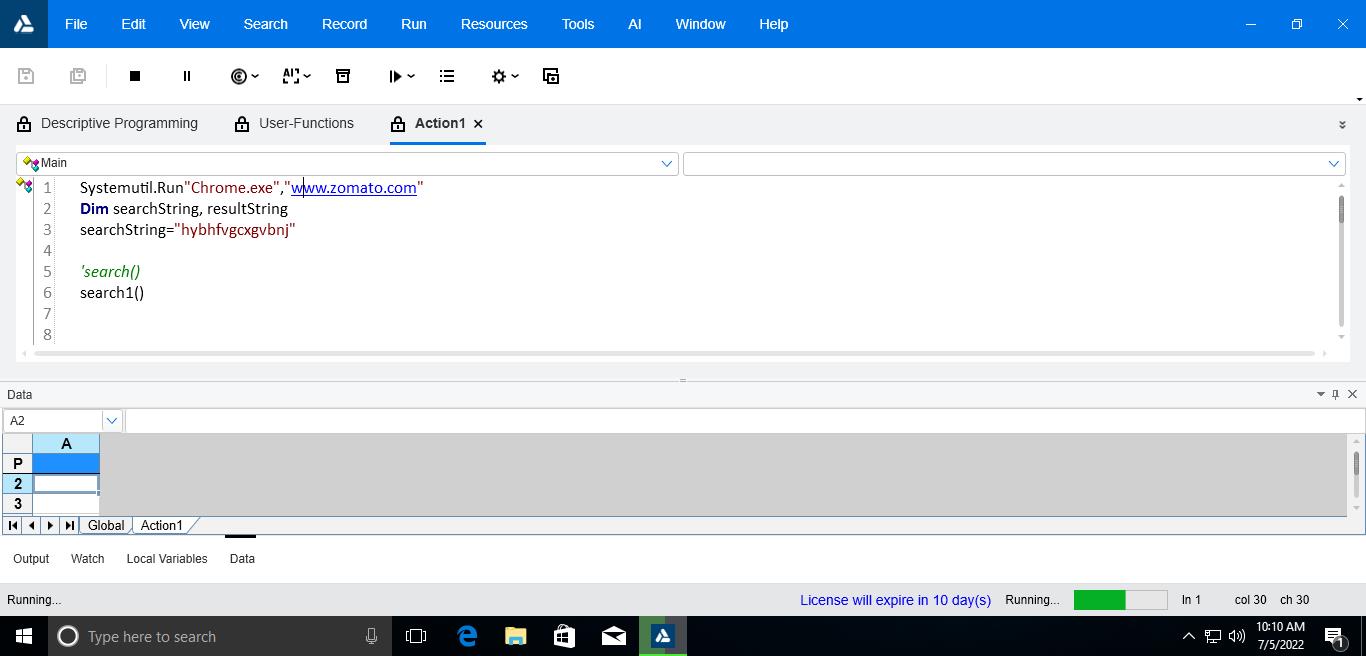 File Edit View Search Record Run Resources Tools AI Window Help
Descriptive Programming User-Functions Action1
Main
1 Systemutil.Run"Chrome.exe","www.zomato.com"
2 Dim searchString, resultString
3 searchString="hybhfvgcxgvbnj"
4
5 'search()
6 search1()
7
8
Data
A2
A
P
2
3
Global Action1
Output Watch Local Variables Data
Running... License will expire in 10 day(s) Running... ln 1 col 30 ch 30
Type here to search 10:10 AM
7/5/2022 1